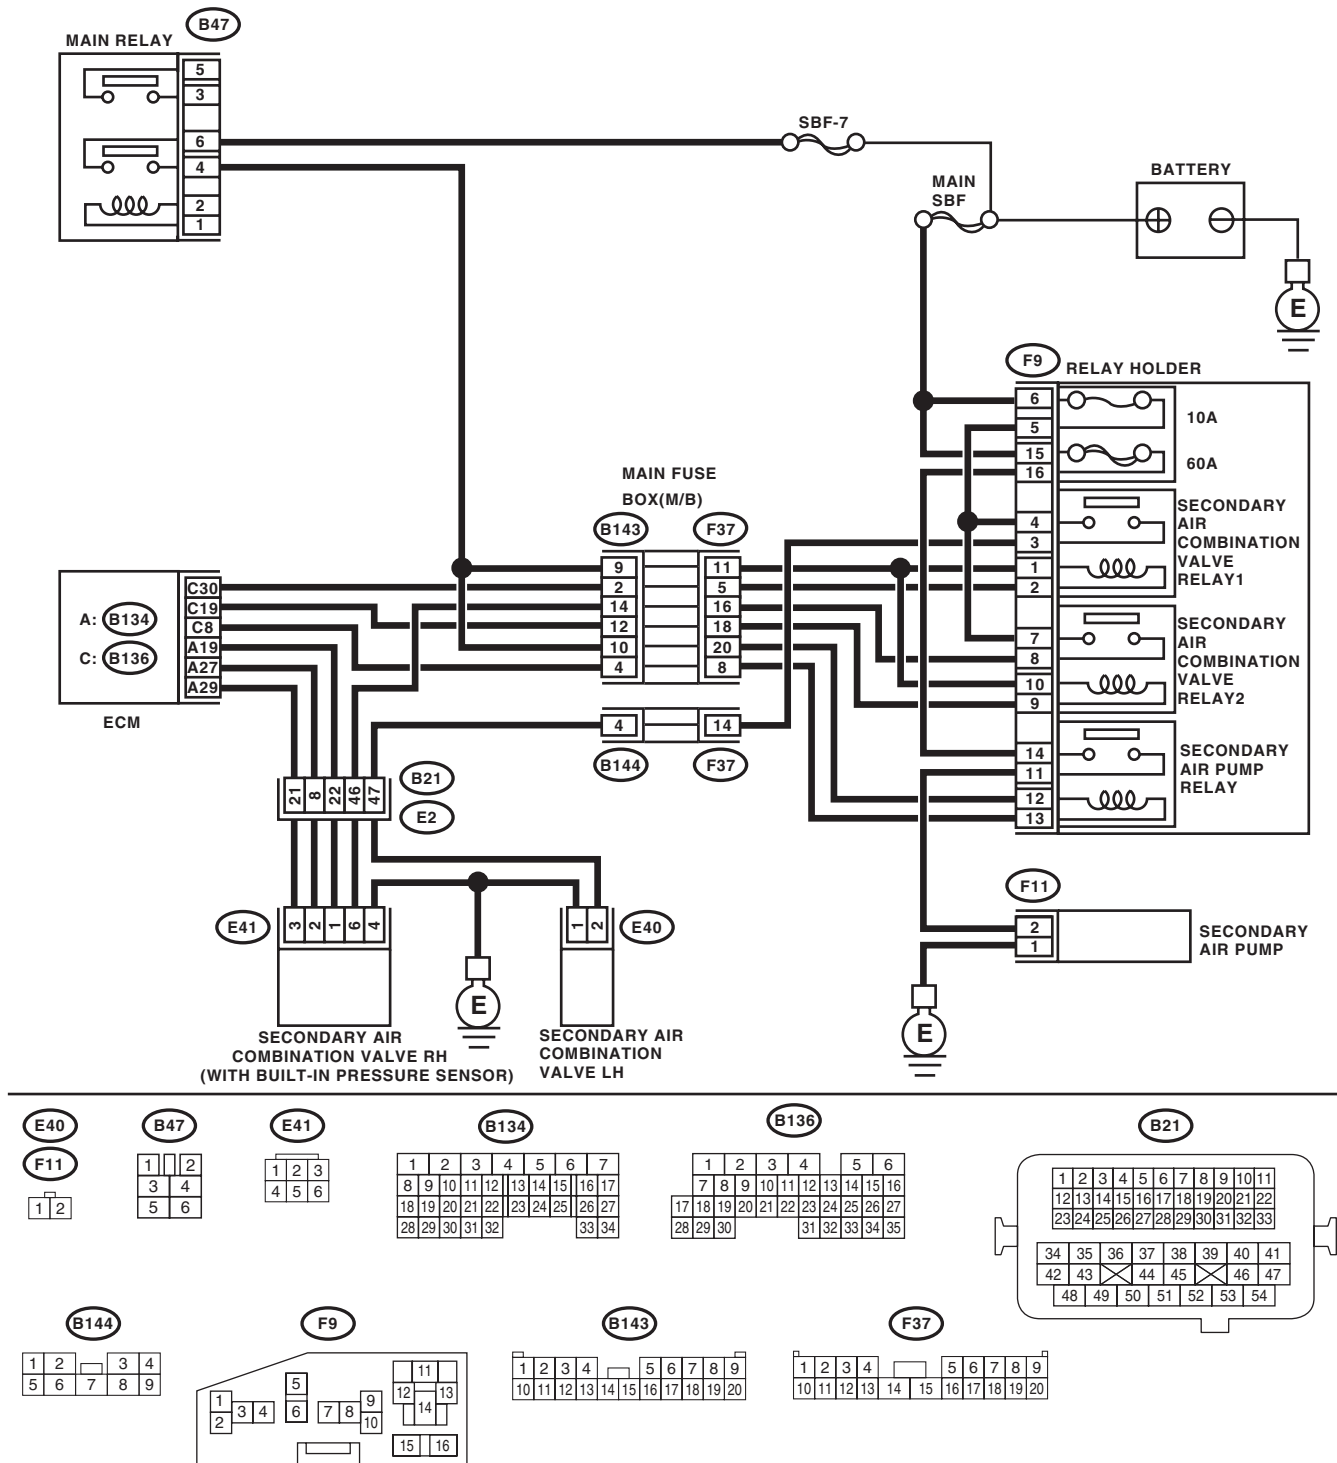 B47
MAIN RELAY
5
3
6
4
2
1
SBF-7
MAIN
SBF
BATTERY
E
F9
RELAY HOLDER
6
5
15
16
4
3
1
2
7
8
10
9
14
11
12
13
10A
60A
SECONDARY
AIR
COMBINATION
VALVE
RELAY1
SECONDARY
AIR
COMBINATION
VALVE
RELAY2
SECONDARY
AIR PUMP
RELAY
MAIN FUSE
BOX(M/B)
B143 F37
9 11
2 5
14 16
12 18
10 20
4 8
4 14
B144 F37
A: B134
C: B136
C30
C19
C8
A19
A27
A29
ECM
21 8 22 46 47
B21
E2
E41
3 2 1 6 4
1 2
E40
E
SECONDARY AIR
COMBINATION VALVE RH
(WITH BUILT-IN PRESSURE SENSOR)
SECONDARY AIR
COMBINATION
VALVE LH
F11
2
1
SECONDARY
AIR PUMP
E
E40
F11
1 2
B47
1 2
3 4
5 6
E41
1 2 3
4 5 6
B134
1 2 3 4 5 6 7
8 9 10 11 12 13 14 15 16 17
18 19 20 21 22 23 24 25 26 27
28 29 30 31 32 33 34
B136
1 2 3 4 5 6
7 8 9 10 11 12 13 14 15 16
17 18 19 20 21 22 23 24 25 26 27
28 29 30 31 32 33 34 35
B21
1 2 3 4 5 6 7 8 9 10 11
12 13 14 15 16 17 18 19 20 21 22
23 24 25 26 27 28 29 30 31 32 33
34 35 36 37 38 39 40 41
42 43 44 45 46 47
48 49 50 51 52 53 54
B144
1 2 3 4
5 6 7 8 9
F9
1
2
3 4
5
6
7 8
9
10
11
12 13
14
15 16
B143
1 2 3 4 5 6 7 8 9
10 11 12 13 14 15 16 17 18 19 20
F37
1 2 3 4 5 6 7 8 9
10 11 12 13 14 15 16 17 18 19 20